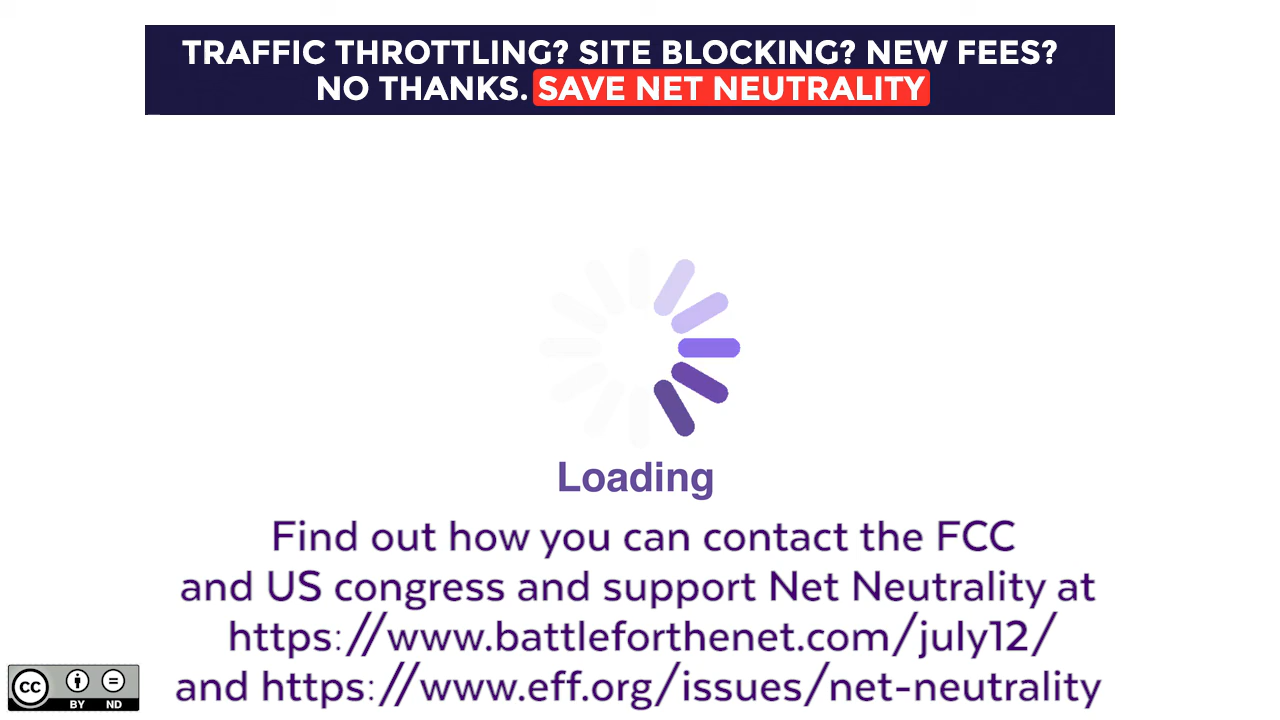 TRAFFIC THROTTLING? SITE BLOCKING? NEW FEES?
NO THANKS. SAVE NET NEUTRALITY
Loading
Find out how you can contact the FCC
and US congress and support Net Neutrality at
https://www.battleforthenet.com/july12/
and https://www.eff.org/issues/net-neutrality
cc
BY ND